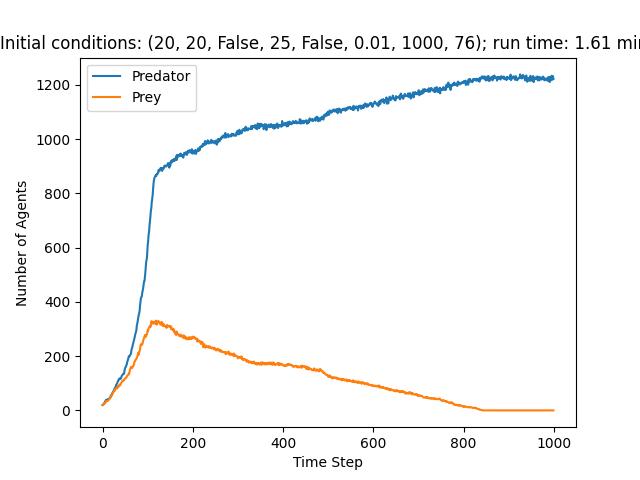 Initial conditions: (20, 20, False, 25, False, 0.01, 1000, 76); run time: 1.61 
Predator
Prey
1200
1000
800
600
400
200
0
Number of Agents
0 200 400 600 800 1000
Time Step